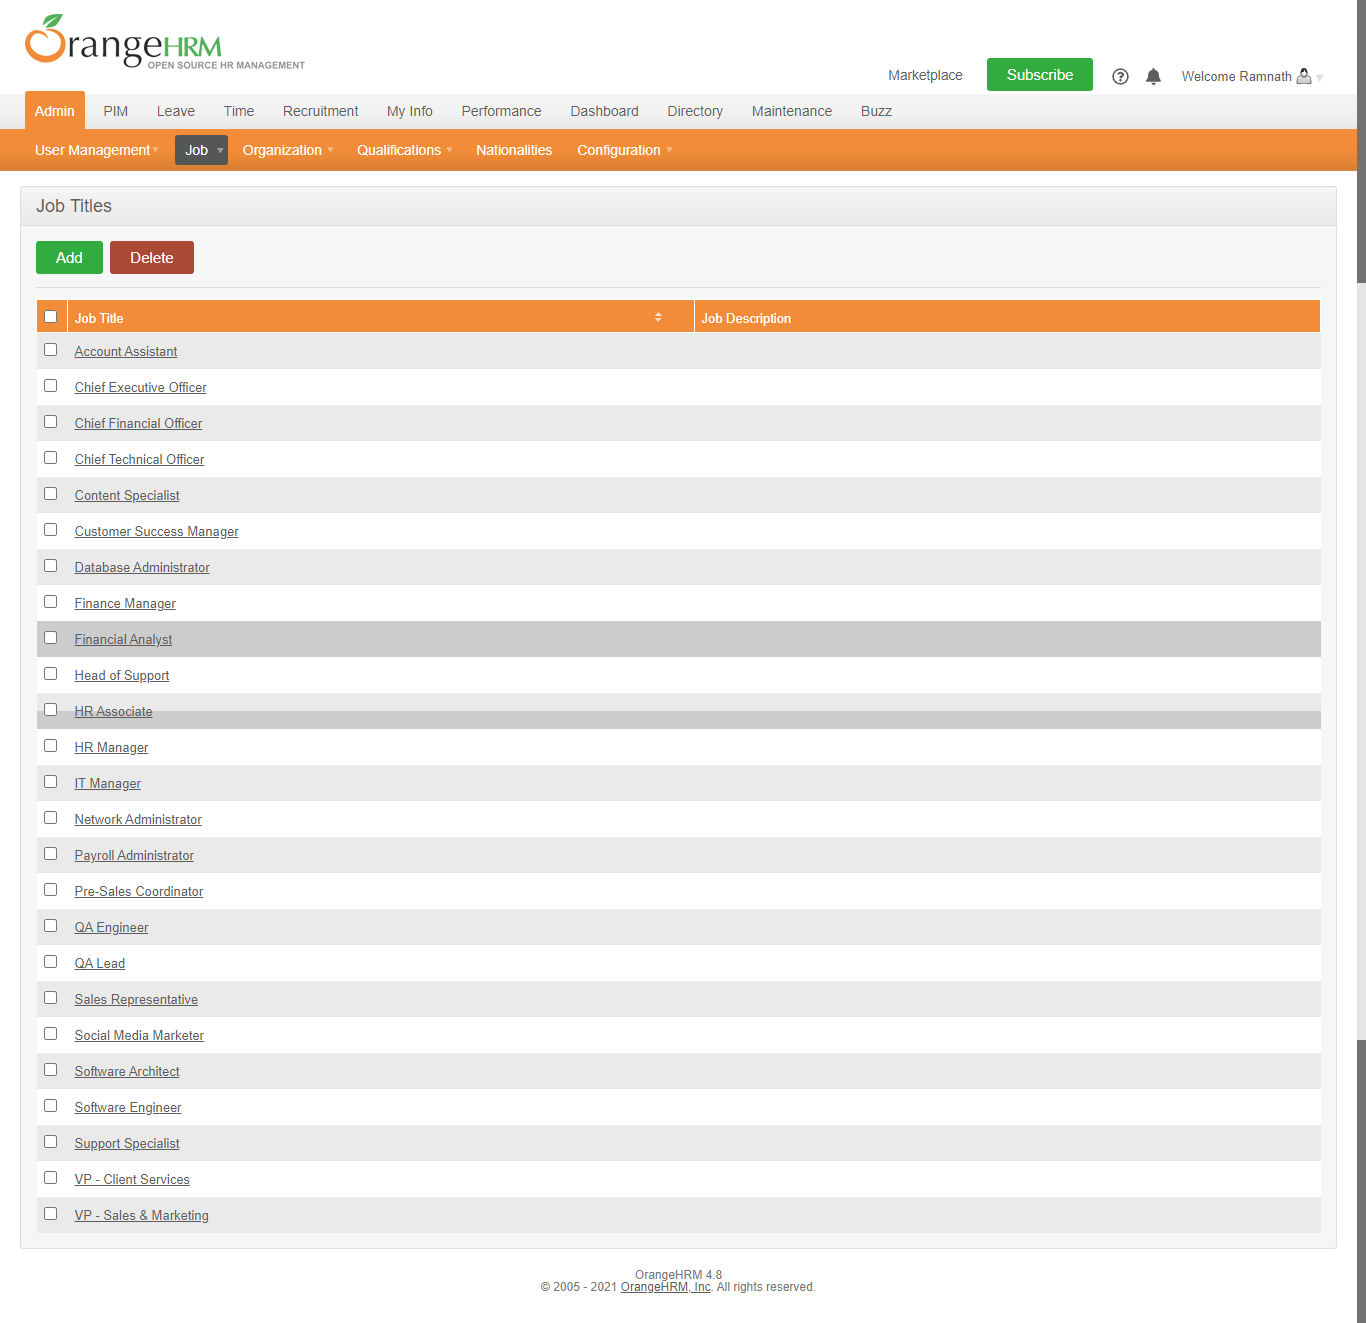 OrangeHRM
OPEN SOURCE HR MANAGEMENT
Marketplace Subscribe Welcome Ramnath
Admin PIM Leave Time Recruitment My Info Performance Dashboard Directory Maintenance Buzz
User Management Job Organization Qualifications Nationalities Configuration
Job Titles
Add Delete
Job Title Job Description
Account Assistant
Chief Executive Officer
Chief Financial Officer
Chief Technical Officer
Content Specialist
Customer Success Manager
Database Administrator
Finance Manager
Financial Analyst
Head of Support
HR Associate
HR Manager
IT Manager
Network Administrator
Payroll Administrator
Pre-Sales Coordinator
QA Engineer
QA Lead
Sales Representative
Social Media Marketer
Software Architect
Software Engineer
Support Specialist
VP - Client Services
VP - Sales & Marketing
OrangeHRM 4.8
© 2005 - 2021 OrangeHRM, Inc. All rights reserved.